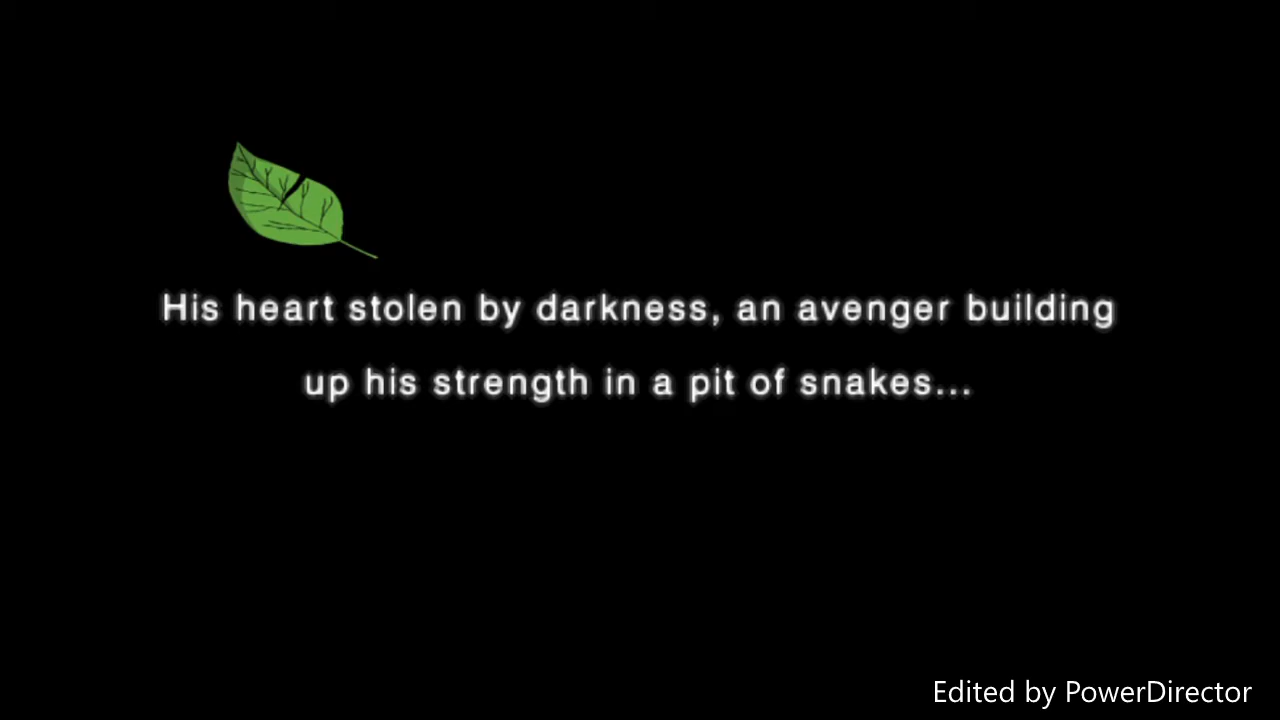 His heart stolen by darkness, an avenger building
up his strength in a pit of snakes...
Edited by PowerDirector